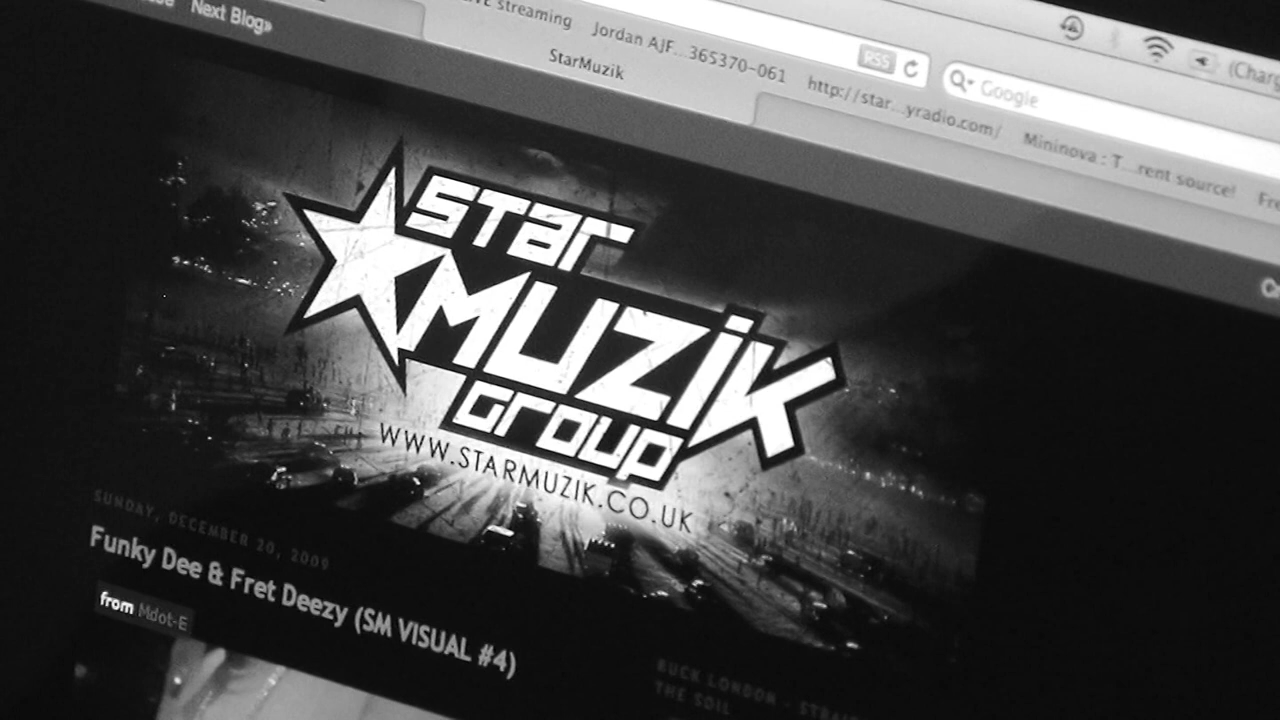 Next Blog»
streaming
Jordan AJF...365370-061
http://star...yradio.com/
Mininova : T...rent source!
RSS
Google
StarMuzik
star
MUZIK
Group
WWW.STARMUZIK.CO.UK
SUNDAY, DECEMBER 20, 2009
Funky Dee & Fret Deezy (SM VISUAL #4)
from Mdot-E
BUCK LONDON -
THE SOIL